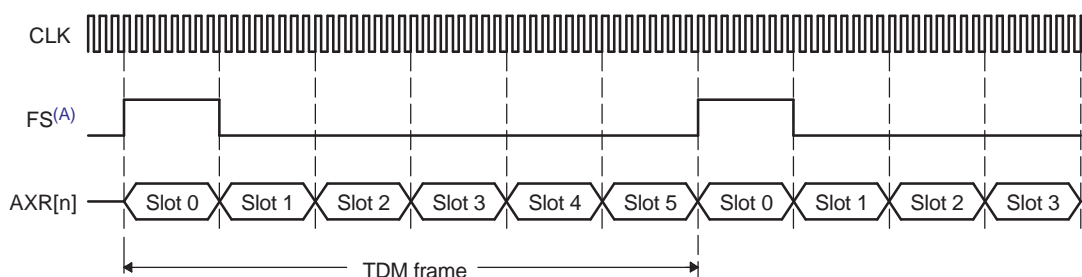 CLK
FS(A)
AXR[n] Slot 0 Slot 1 Slot 2 Slot 3 Slot 4 Slot 5 Slot 0 Slot 1 Slot 2 Slot 3
TDM frame